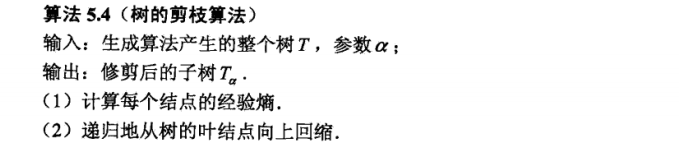 算法 5.4（树的剪枝算法）
输入：生成算法产生的整个树 T，参数 α；
输出：修剪后的子树 Tα．
（1）计算每个结点的经验熵．
（2）递归地从树的叶结点向上回缩．